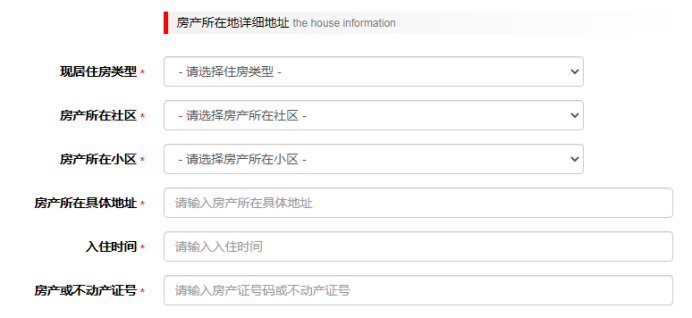 房产所在地详细地址 the house information
现居住房类型 * - 请选择住房类型 -
房产所在社区 * - 请选择房产所在社区 -
房产所在小区 * - 请选择房产所在小区 -
房产所在具体地址 * 请输入房产所在具体地址
入住时间 * 请输入入住时间
房产或不动产证号 * 请输入房产证号码或不动产证号